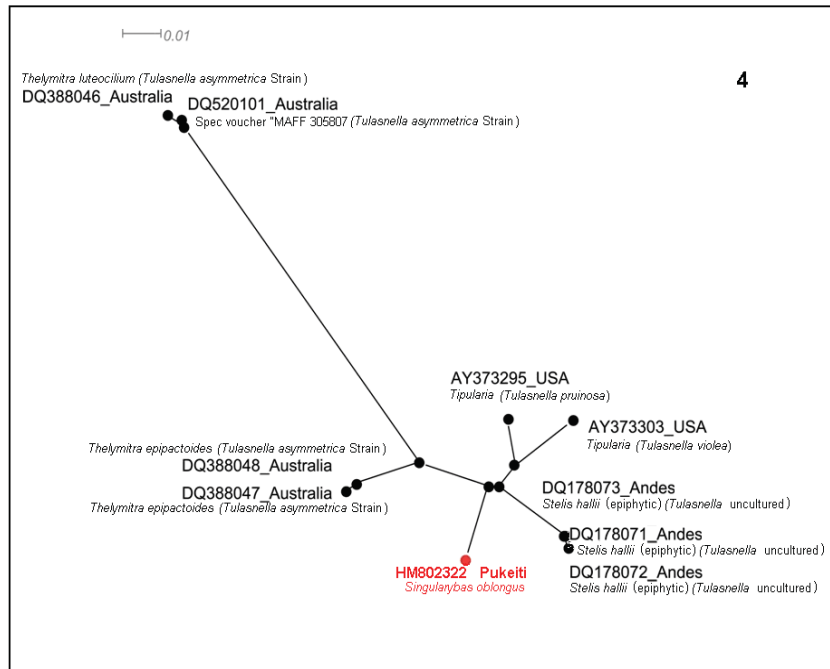 0.01
4
Thelymitra luteocilium (Tulasnella asymmetrica Strain)
DQ388046_Australia
DQ520101_Australia
Spec voucher "MAFF 305807 (Tulasnella asymmetrica Strain)
AY373295_USA
Tipularia (Tulasnella pruinosa)
AY373303_USA
Tipularia (Tulasnella violea)
Thelymitra epipactoides (Tulasnella asymmetrica Strain)
DQ388048_Australia
DQ388047_Australia
Thelymitra epipactoides (Tulasnella asymmetrica Strain)
DQ178073_Andes
Stelis hallii (epiphytic) (Tulasnella uncultured)
DQ178071_Andes
Stelis hallii (epiphytic) (Tulasnella uncultured)
DQ178072_Andes
Stelis hallii (epiphytic) (Tulasnella uncultured)
HM802322 Pukeiti
Singularybas oblongus